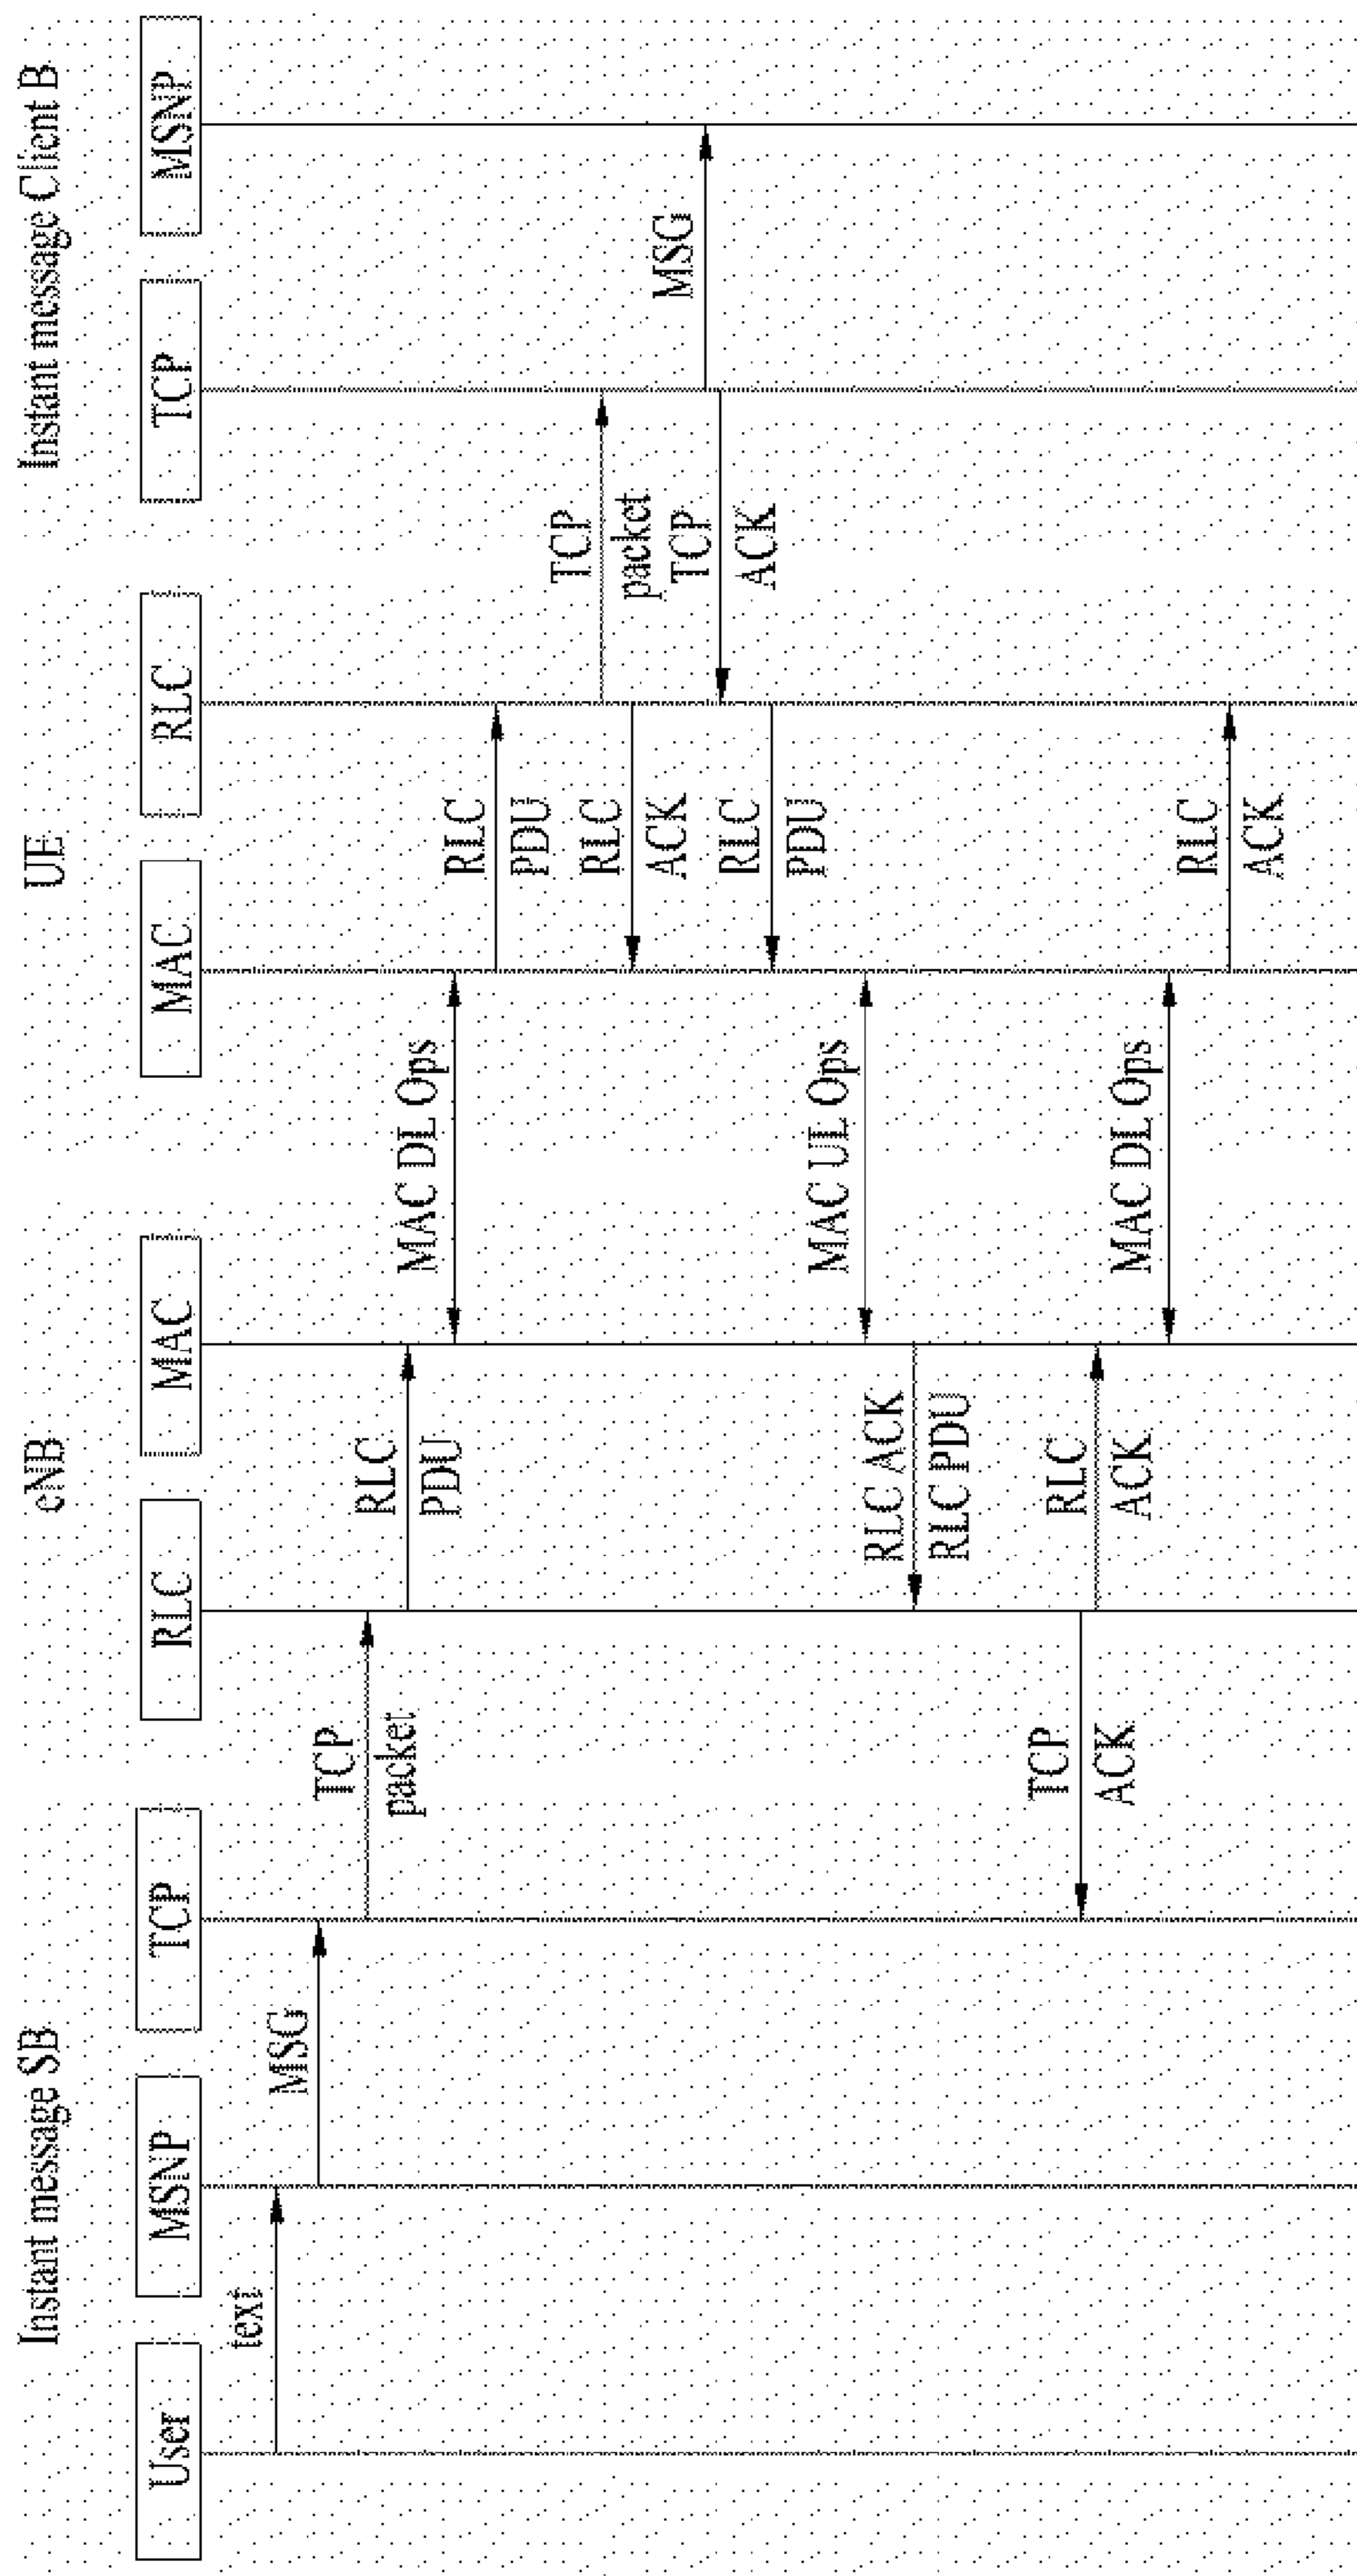 Instant message SB
eNB
UE
Instant message Client B
User
MSNP
TCP
RLC
MAC
MAC
RLC
TCP
MSNP
text
MSG
TCP
packet
RLC
PDU
MAC DL Ops
RLC
PDU
TCP
packet
RLC
ACK
MSG
TCP
ACK
RLC
PDU
MAC UL Ops
RLC ACK
RLC PDU
TCP
ACK
RLC
ACK
MAC DL Ops
RLC
ACK